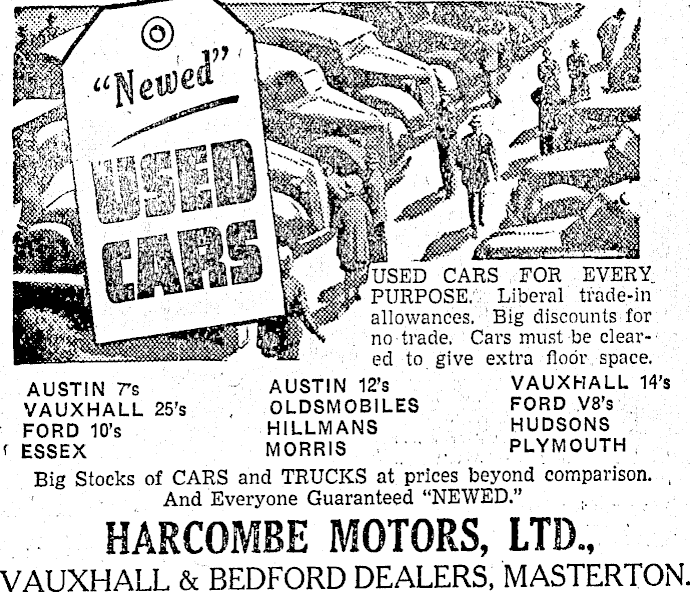 "Newed"
USED
CARS
USED CARS FOR EVERY
PURPOSE. Liberal trade-in
allowances. Big discounts for
no trade. Cars must be clear-
ed to give extra floor space.
AUSTIN 7's AUSTIN 12's VAUXHALL 14's
VAUXHALL 25's OLDSMOBILES FORD V8's
FORD 10's HILLMANS HUDSONS
ESSEX MORRIS PLYMOUTH
Big Stocks of CARS and TRUCKS at prices beyond comparison.
And Everyone Guaranteed "NEWED."
HARCOMBE MOTORS, LTD.,
VAUXHALL & BEDFORD DEALERS, MASTERTON.